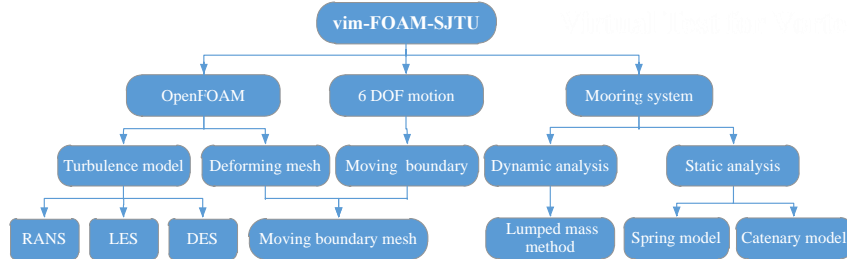 vim-FOAM-SJTU
OpenFOAM
6 DOF motion
Mooring system
Turbulence model
Deforming mesh
Moving boundary
Dynamic analysis
Static analysis
RANS
LES
DES
Moving boundary mesh
Lumped mass
method
Spring model
Catenary model